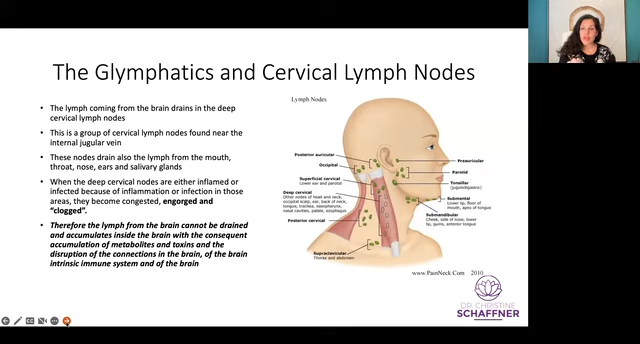 The Glymphatics and Cervical Lymph Nodes
• The lymph coming from the brain drains in the deep
cervical lymph nodes
• This is a group of cervical lymph nodes found near the
internal jugular vein
• These nodes drain also the lymph from the mouth,
throat, nose, ears and salivary glands
• When the deep cervical nodes are either inflamed or
infected because of inflammation or infection in those
areas, they become congested, engorged and
"clogged".
• Therefore the lymph from the brain cannot be drained
and accumulates inside the brain with the consequent
accumulation of metabolites and toxins and the
disruption of the connections in the brain, of the brain
intrinsic immune system and of the brain
Lymph Nodes
Posterior auricular
Occipital
Superficial cervical
Lower ear and parotid
Deep cervical
Other nodes of head and neck,
occipital scalp, ear, back of neck,
tongue, trachea, nasopharynx,
nasal cavities, palate, esophagus
Posterior cervical
Supraclavicular
Thorax and abdomen
Preauricular
Parotid
Tonsillar
(jugulodigastric)
Submental
Lower lip, floor of
mouth, apex of tongue
Submandibular
Cheek, side of nose, lower
lip, gums, anterior tongue
www.PainNeck.Com 2010
DR. CHRISTINE
SCHAFFNER
CC